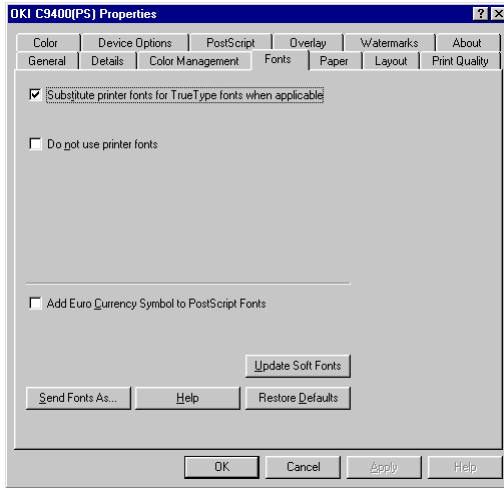 OKI C9400(PS) Properties
Color Device Options PostScript Overlay Watermarks About
General Details Color Management Fonts Paper Layout Print Quality
Substitute printer fonts for TrueType fonts when applicable
Do not use printer fonts
Add Euro Currency Symbol to PostScript Fonts
Update Soft Fonts
Send Fonts As... Help Restore Defaults
OK Cancel Apply Help